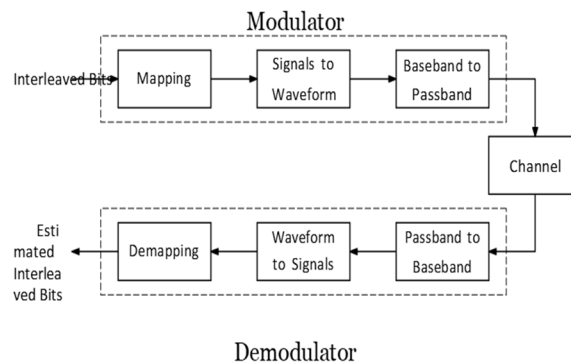 Modulator
Interleaved Bits
Mapping
Signals to
Waveform
Baseband to
Passband
Channel
Esti
mated
Interlea
ved Bits
Demapping
Waveform
to Signals
Passband to
Baseband
Demodulator